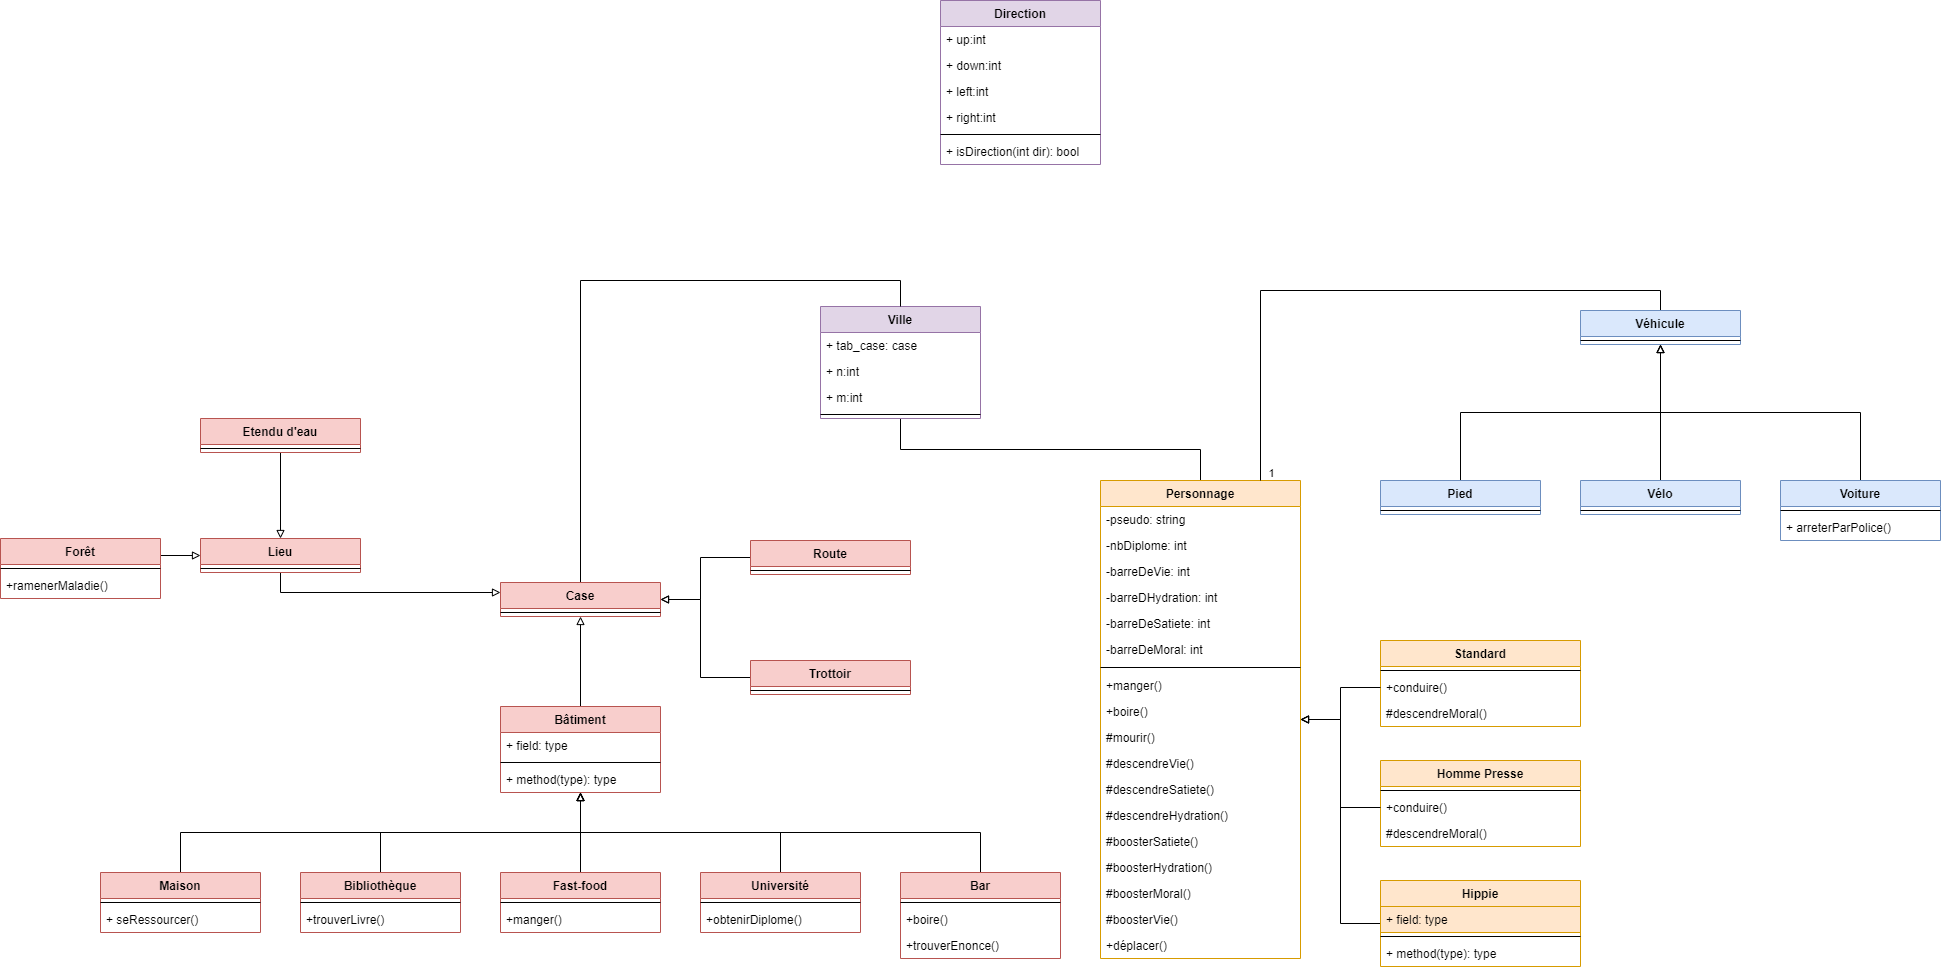 Direction
+ up:int
+ down:int
+ left:int
+ right:int
+ isDirection(int dir): bool
Ville
+ tab_case: case
+ n:int
+ m:int
Véhicule
Etendu d'eau
Forêt
+ramenerMaladie()
Lieu
Case
Route
Trottoir
Bâtiment
+ field: type
+ method(type): type
Maison
+ seRessourcer()
Bibliothèque
+trouverLivre()
Fast-food
+manger()
Université
+obtenirDiplome()
Bar
+boire()
+trouverEnonce()
1
Personnage
-pseudo: string
-nbDiplome: int
-barreDeVie: int
-barreDHydration: int
-barreDeSatiete: int
-barreDeMoral: int
+manger()
+boire()
#mourir()
#descendreVie()
#descendreSatiete()
#descendreHydration()
#boosterSatiete()
#boosterHydration()
#boosterMoral()
#boosterVie()
+déplacer()
Pied
Vélo
Voiture
+ arreterParPolice()
Standard
+conduire()
#descendreMoral()
Homme Presse
+conduire()
#descendreMoral()
Hippie
+ field: type
+ method(type): type